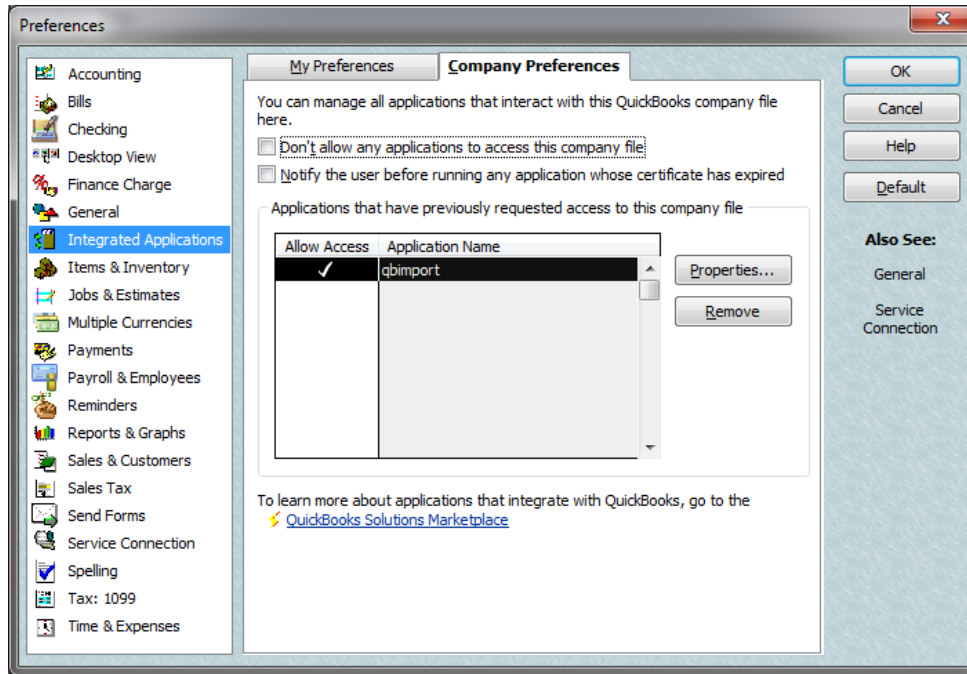 Preferences
Accounting
Bills
Checking
Desktop View
Finance Charge
General
Integrated Applications
Items & Inventory
Jobs & Estimates
Multiple Currencies
Payments
Payroll & Employees
Reminders
Reports & Graphs
Sales & Customers
Sales Tax
Send Forms
Service Connection
Spelling
Tax: 1099
Time & Expenses
My Preferences
Company Preferences
You can manage all applications that interact with this QuickBooks company file
here.
Don't allow any applications to access this company file
Notify the user before running any application whose certificate has expired
Applications that have previously requested access to this company file
Allow Access Application Name
qbimport
Properties...
Remove
To learn more about applications that integrate with QuickBooks, go to the
QuickBooks Solutions Marketplace
OK
Cancel
Help
Default
Also See:
General
Service
Connection